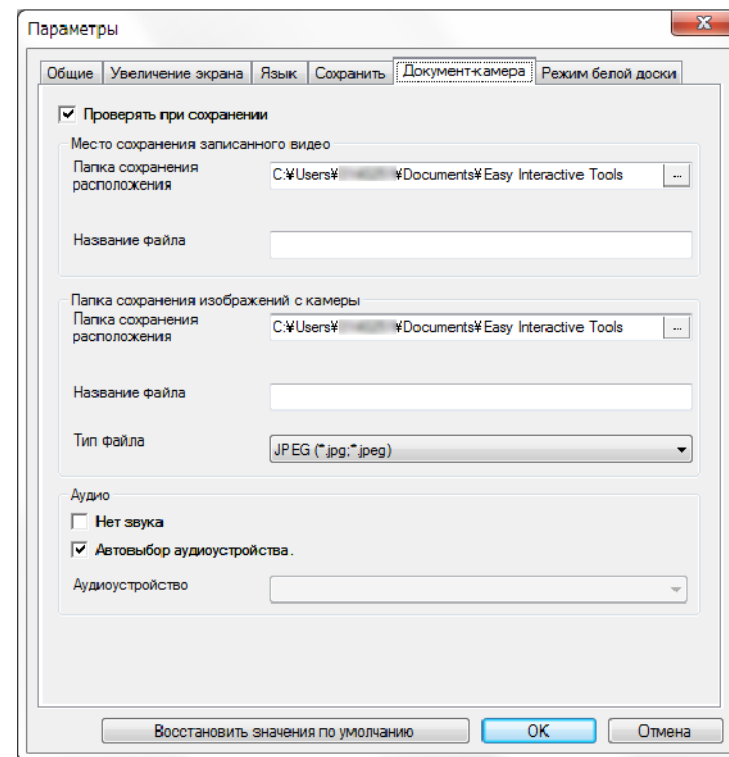 Параметры
Общие Увеличение экрана Язык Сохранить Документ-камера Режим белой доски
Проверять при сохранении
Место сохранения записанного видео
Папка сохранения
расположения
C:¥Users¥ ¥Documents¥Easy Interactive Tools ...
Название файла
Папка сохранения изображений с камеры
Папка сохранения
расположения
C:¥Users¥ ¥Documents¥Easy Interactive Tools ...
Название файла
Тип файла
JPEG (*.jpg;*.jpeg)
Аудио
Нет звука
Автовыбор аудиоустройства.
Аудиоустройство
Восстановить значения по умолчанию OK Отмена